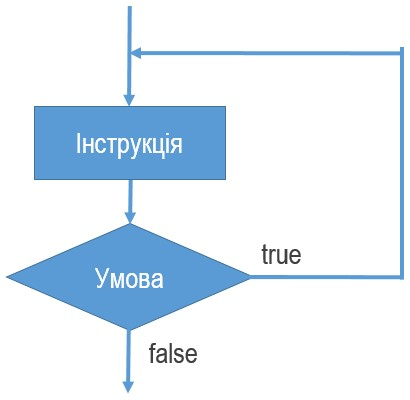 Інструкція
Умова
true
false